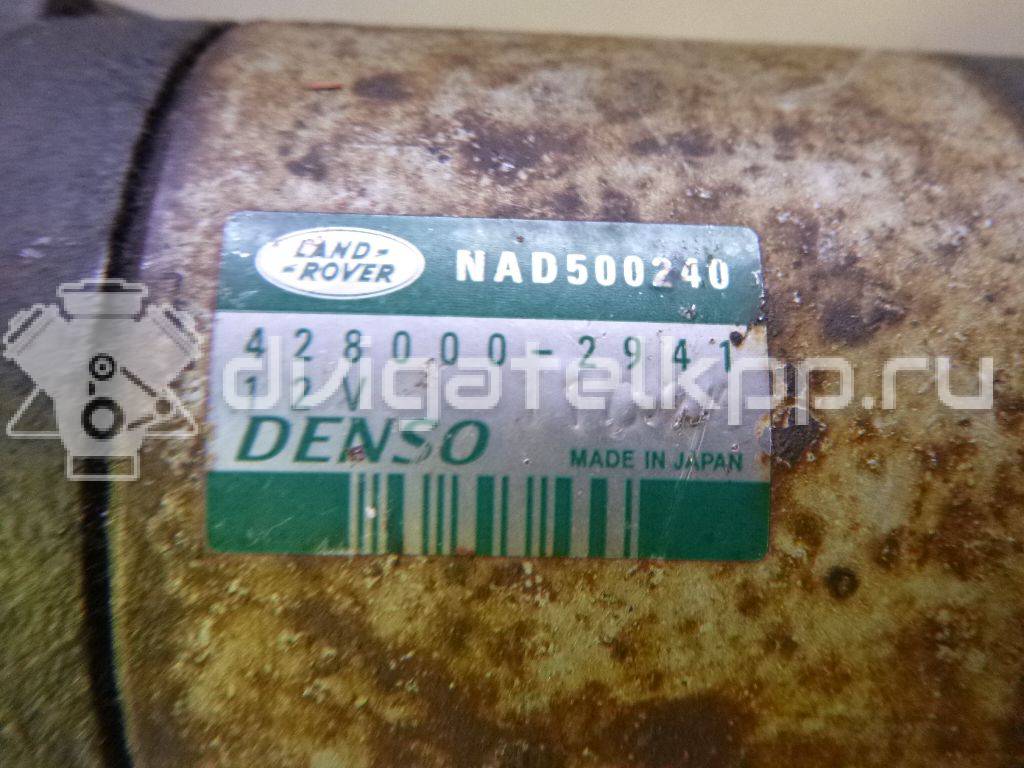 LAND-
-ROVER
NAD500240
428000-2941
12V
DENSO
MADE IN JAPAN
dvigatelkpp.ru